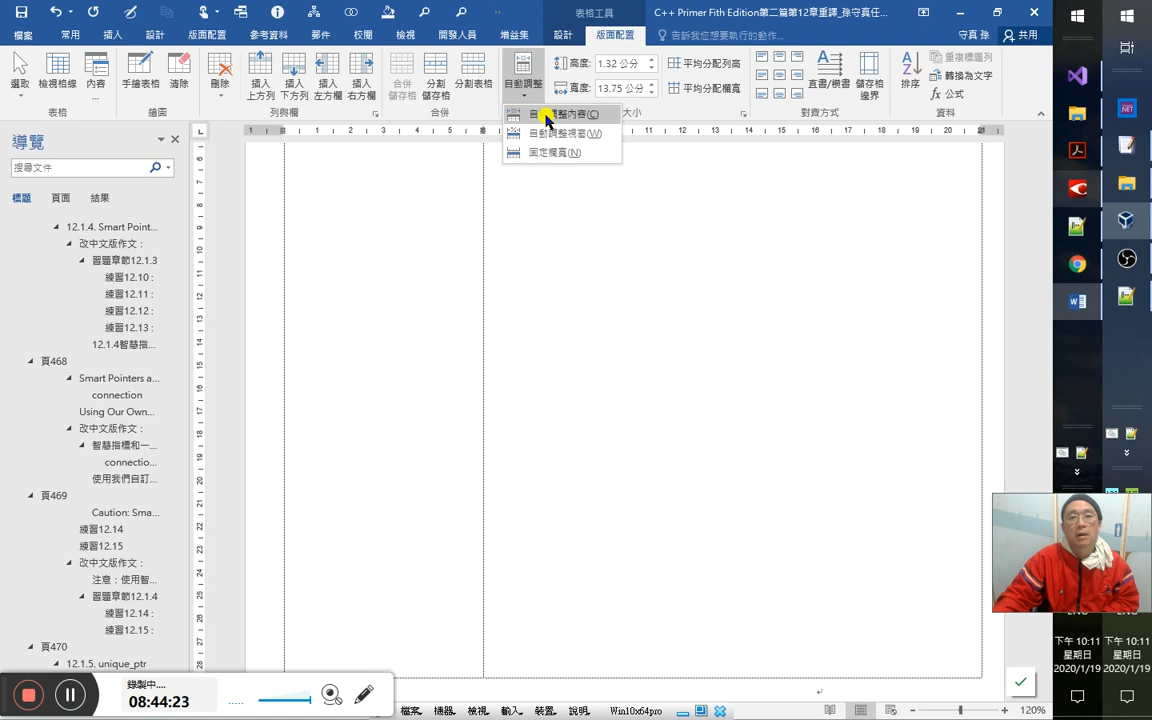 表格工具
C++ Primer Fith Edition第二篇第12章重譯_孫守真任...
檔案 常用 插入 設計 版面配置 參考資料 郵件 校閱 檢視 開發人員 增益集 設計 版面配置 告訴我您想要執行的動作... 守真 孫 共用
選取 檢視格線 內容... 手繪表格 清除 刪除 插入上方列 插入下方列 插入左方欄 插入右方欄 合併儲存格 分割儲存格 分割表格 自動調整
高度: 1.32 公分 平均分配列高
寬度: 13.75 公分 平均分配欄寬
直書/橫書 儲存格邊界 排序
重複標題列
轉換為文字
公式
表格 繪圖 列與欄 合併 大小 對齊方式 資料
自動調整內容(C)
自動調整視窗(W)
固定欄寬(N)
導覽
搜尋文件
標題 頁面 結果
12.1.4. Smart Point...
改中文版作文：
習題章節12.1.3
練習12.10 :
練習12.11 :
練習12.12 :
練習12.13 :
12.1.4智慧指...
頁468
Smart Pointers a...
connection
Using Our Own...
改中文版作文：
智慧指標和一...
connectio...
使用我們自訂...
頁469
Caution: Sma...
練習12.14
練習12.15
改中文版作文：
注意：使用智...
習題章節12.1.4
練習12.14 :
練習12.15 :
頁470
12.1.5. unique_ptr
錄製中....
08:44:23
檔案, 機器, 檢視, 輸入, 裝置, 說明, Win10x64pro
120%
下午 10:11 下午 10:11
星期日 星期日
2020/1/19 2020/1/19